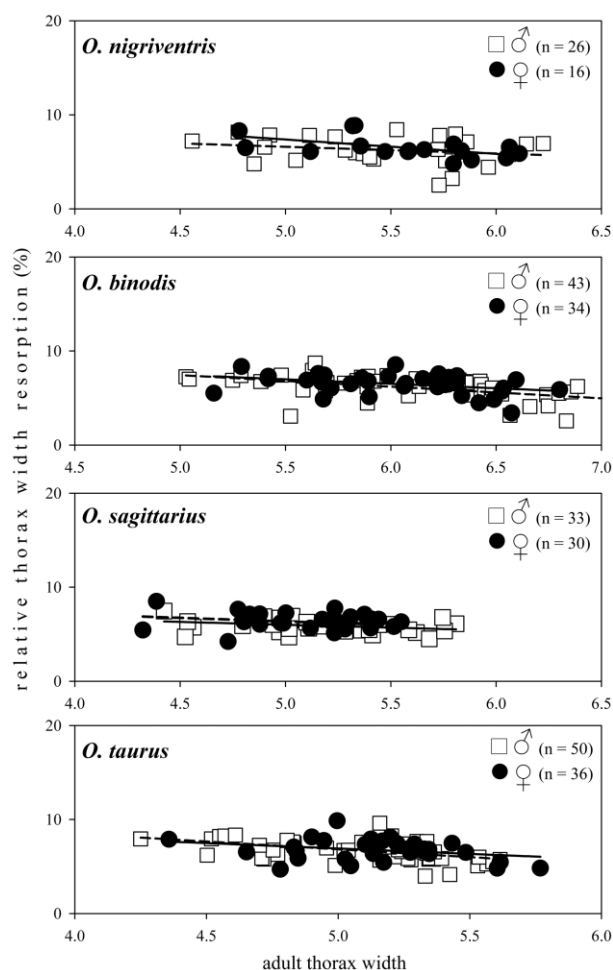 relative thorax width resorption (%)
20
O. nigriventris
♂ (n = 26)
♀ (n = 16)
10
0
4.0 4.5 5.0 5.5 6.0 6.5
20
O. binodis
♂ (n = 43)
♀ (n = 34)
10
0
4.5 5.0 5.5 6.0 6.5 7.0
20
O. sagittarius
♂ (n = 33)
♀ (n = 30)
10
0
4.0 4.5 5.0 5.5 6.0 6.5
20
O. taurus
♂ (n = 50)
♀ (n = 36)
10
0
4.0 4.5 5.0 5.5 6.0
adult thorax width